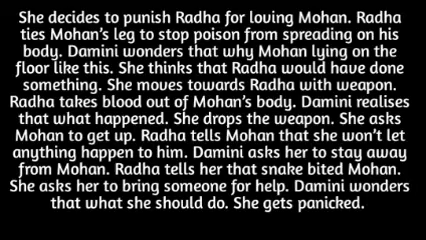 She decides to punish Radha for loving Mohan. Radha
ties Mohan's leg to stop poison from spreading on his
body. Damini wonders that why Mohan lying on the
floor like this. She thinks that Radha would have done
something. She moves towards Radha with weapon.
Radha takes blood out of Mohan's body. Damini realises
that what happened. She drops the weapon. She asks
Mohan to get up. Radha tells Mohan that she won't let
anything happen to him. Damini asks her to stay away
from Mohan. Radha tells her that snake bited Mohan.
She asks her to bring someone for help. Damini wonders
that what she should do. She gets panicked.